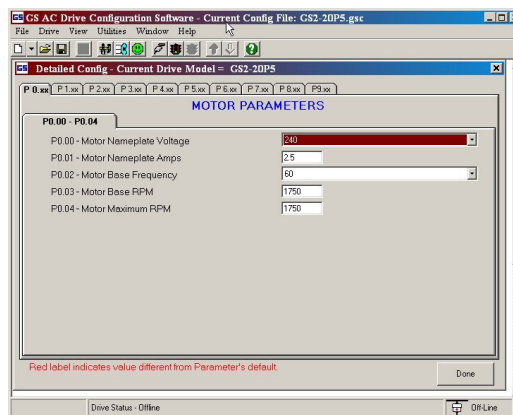 GS GS AC Drive Configuration Software - Current Config File: GS2-20P5.gsc
File Drive View Utilities Window Help
GS Detailed Config - Current Drive Model = GS2-20P5
P 0.xx P 1.xx P 2.xx P 3.xx P 4.xx P 5.xx P 6.xx P 7.xx P 8.xx P9.xx
MOTOR PARAMETERS
P0.00 - P0.04
P0.00 - Motor Nameplate Voltage 240
P0.01 - Motor Nameplate Amps 2.5
P0.02 - Motor Base Frequency 60
P0.03 - Motor Base RPM 1750
P0.04 - Motor Maximum RPM 1750
Red label indicates value different from Parameter's default.
Done
Drive Status - Offline Off-Line